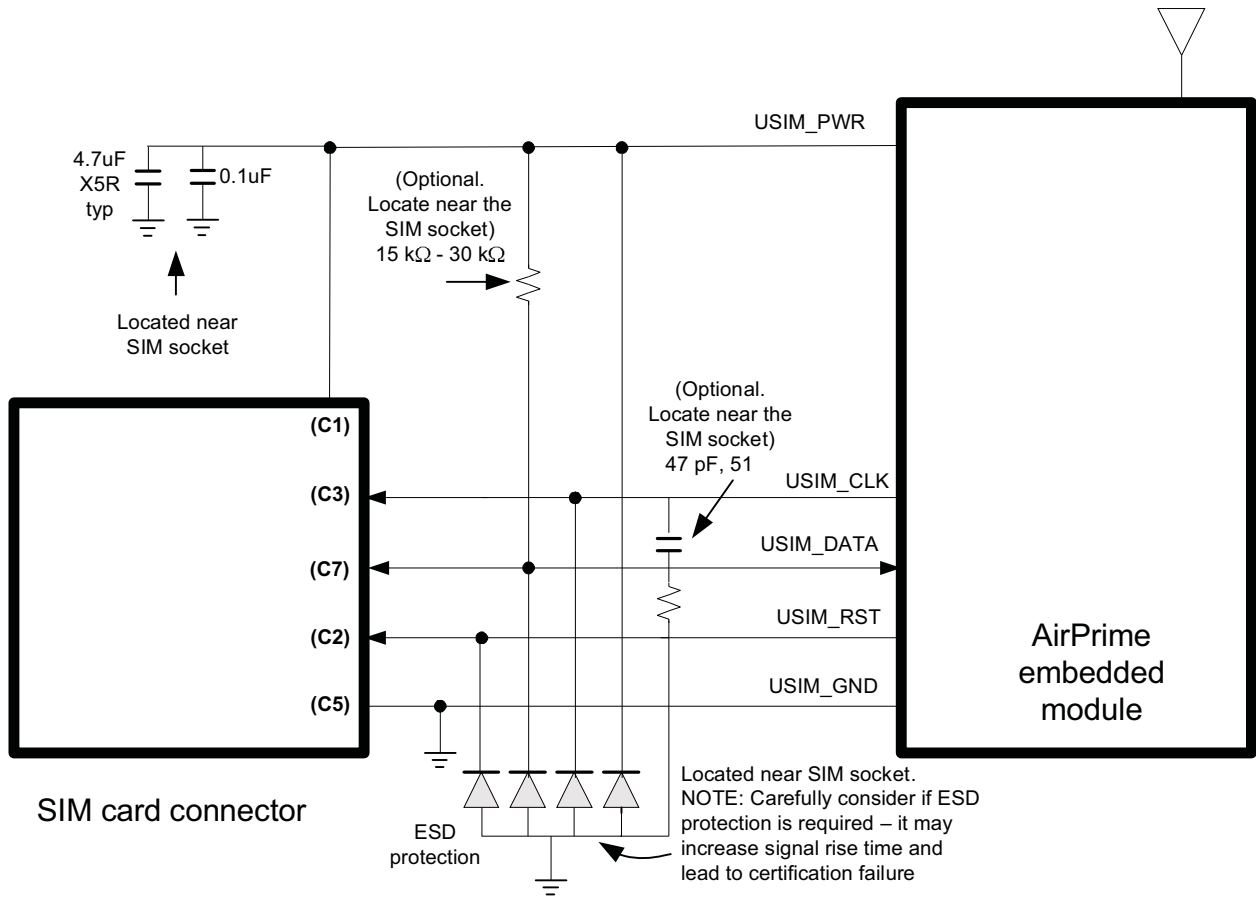 USIM_PWR
4.7uF
X5R
typ
0.1uF
(Optional.
Locate near the
SIM socket)
15 kΩ - 30 kΩ
Located near
SIM socket
(Optional.
Locate near the
SIM socket)
47 pF, 51
(C1)
(C3)
USIM_CLK
(C7)
USIM_DATA
(C2)
USIM_RST
(C5)
USIM_GND
AirPrime
embedded
module
SIM card connector
ESD
protection
Located near SIM socket.
NOTE: Carefully consider if ESD
protection is required – it may
increase signal rise time and
lead to certification failure